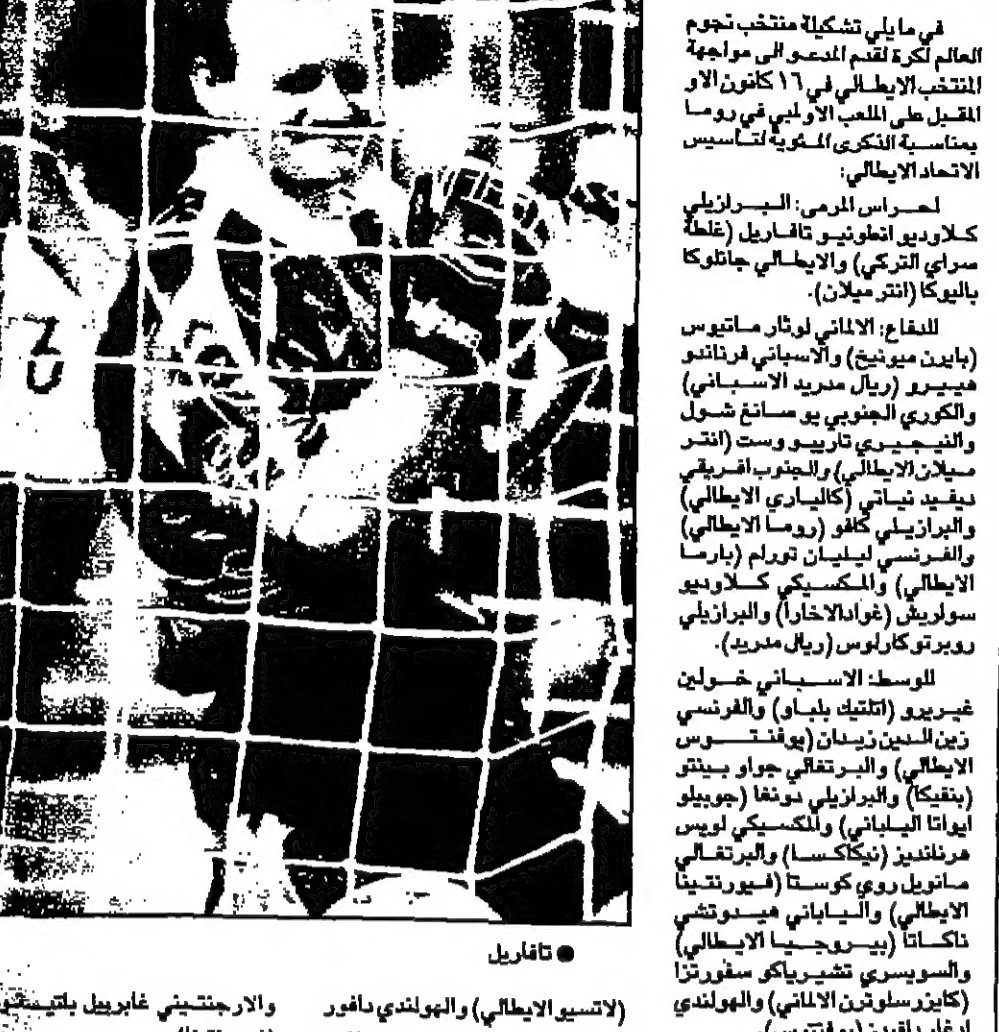 في ما يلي تشكيلة منتخب نجوم
العالم لكرة لقدم المدعو الى مواجهة
المنتخب الايطالي في ١٦ كانون الاو
المقبل على الملعب الاولمبي في روما
بمناسبة الذكرى المئوية لتأسيس
الاتحاد الايطالي:
لحراس المرمى: البرازيلي
كلاوديو انطونيو تافاريل (غلطة
سراي التركي) والايطالي جانلوكا
باليوكا (انتر ميلان).
للدفاع: الالماني لوثار ماتيوس
(بايرن ميونيخ) والاسباني فرناندو
هييرو (ريال مدريد الاسباني)
والكوري الجنوبي يو سانغ شول
والنيجيري تاريبو وست (انتر
ميلان الايطالي) والجنوب افريقي
ديفيد نياتي (كالياري الايطالي)
والبرازيلي كافو (روما الايطالي)
والفرنسي ليليان تورام (بارما
الايطالي) والمكسيكي كلاوديو
سواريش (غوادالاخارا) والبرازيلي
روبرتو كارلوس (ريال مدريد).
للوسط: الاسباني خولين
غيريرو (اتلتيك بلباو) والفرنسي
زين الدين زيدان (يوفنتوس
الايطالي) والبرتغالي جواو بينتو
(بنفيكا) والبرازيلي دونغا (جوبيلو
ايواتا الياباني) والمكسيكي لويس
هرنانديز (نيكاكسا) والبرتغالي
مانويل روي كوستا (فيورنتينا
الايطالي) والياباني هيدوتشي
ناكاتا (بيروجيا الايطالي)
والسويسري تشيرياكو سفورتزا
(كايزرسلوترن الالماني) والهولندي
ادغار دافيدز (يوفنتوس)
● تافاريل
(لاتسيو الايطالي) والهولندي دافور
والارجنتيني غابرييل باتيستو